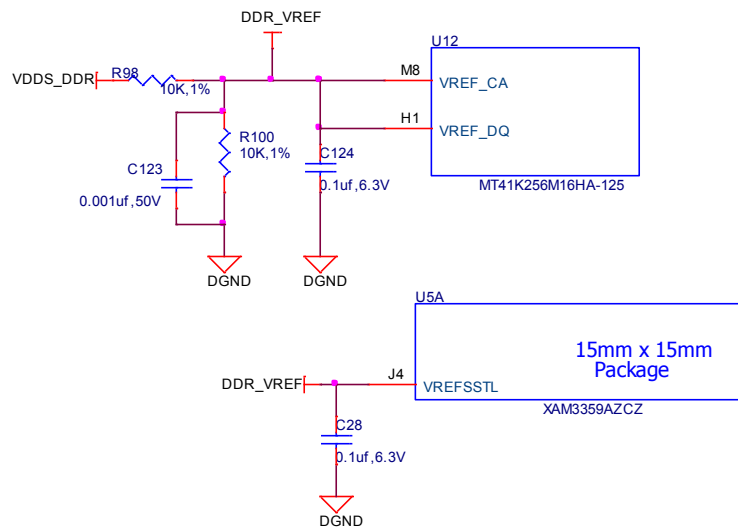 DDR_VREF
U12
VDDS_DDR
R98
10K,1%
M8
VREF_CA
H1
VREF_DQ
R100
10K,1%
C124
0.1uf,6.3V
C123
0.001uf,50V
MT41K256M16HA-125
DGND
DGND
U5A
15mm x 15mm
Package
DDR_VREF
J4
VREFSSTL
XAM3359AZCZ
C28
0.1uf,6.3V
DGND